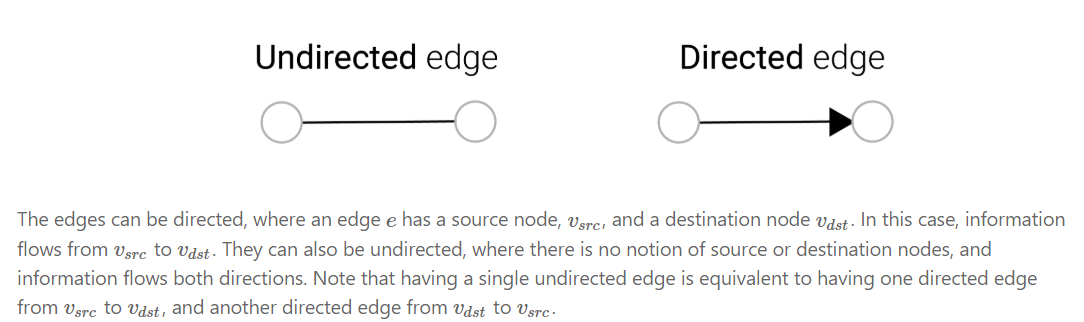 Undirected edge
Directed edge
The edges can be directed, where an edge e has a source node, v_src, and a destination node v_dst. In this case, information
flows from v_src to v_dst. They can also be undirected, where there is no notion of source or destination nodes, and
information flows both directions. Note that having a single undirected edge is equivalent to having one directed edge
from v_src to v_dst, and another directed edge from v_dst to v_src.